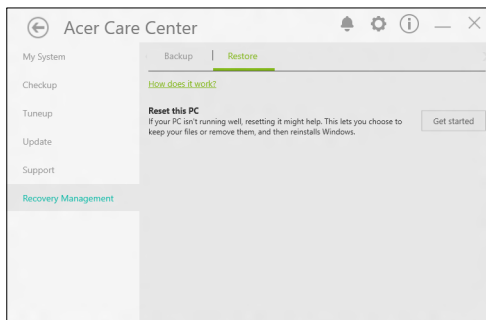 Acer Care Center
My System
Checkup
Tuneup
Update
Support
Recovery Management
Backup
Restore
How does it work?
Reset this PC
If your PC isn't running well, resetting it might help. This lets you choose to
keep your files or remove them, and then reinstalls Windows.
Get started